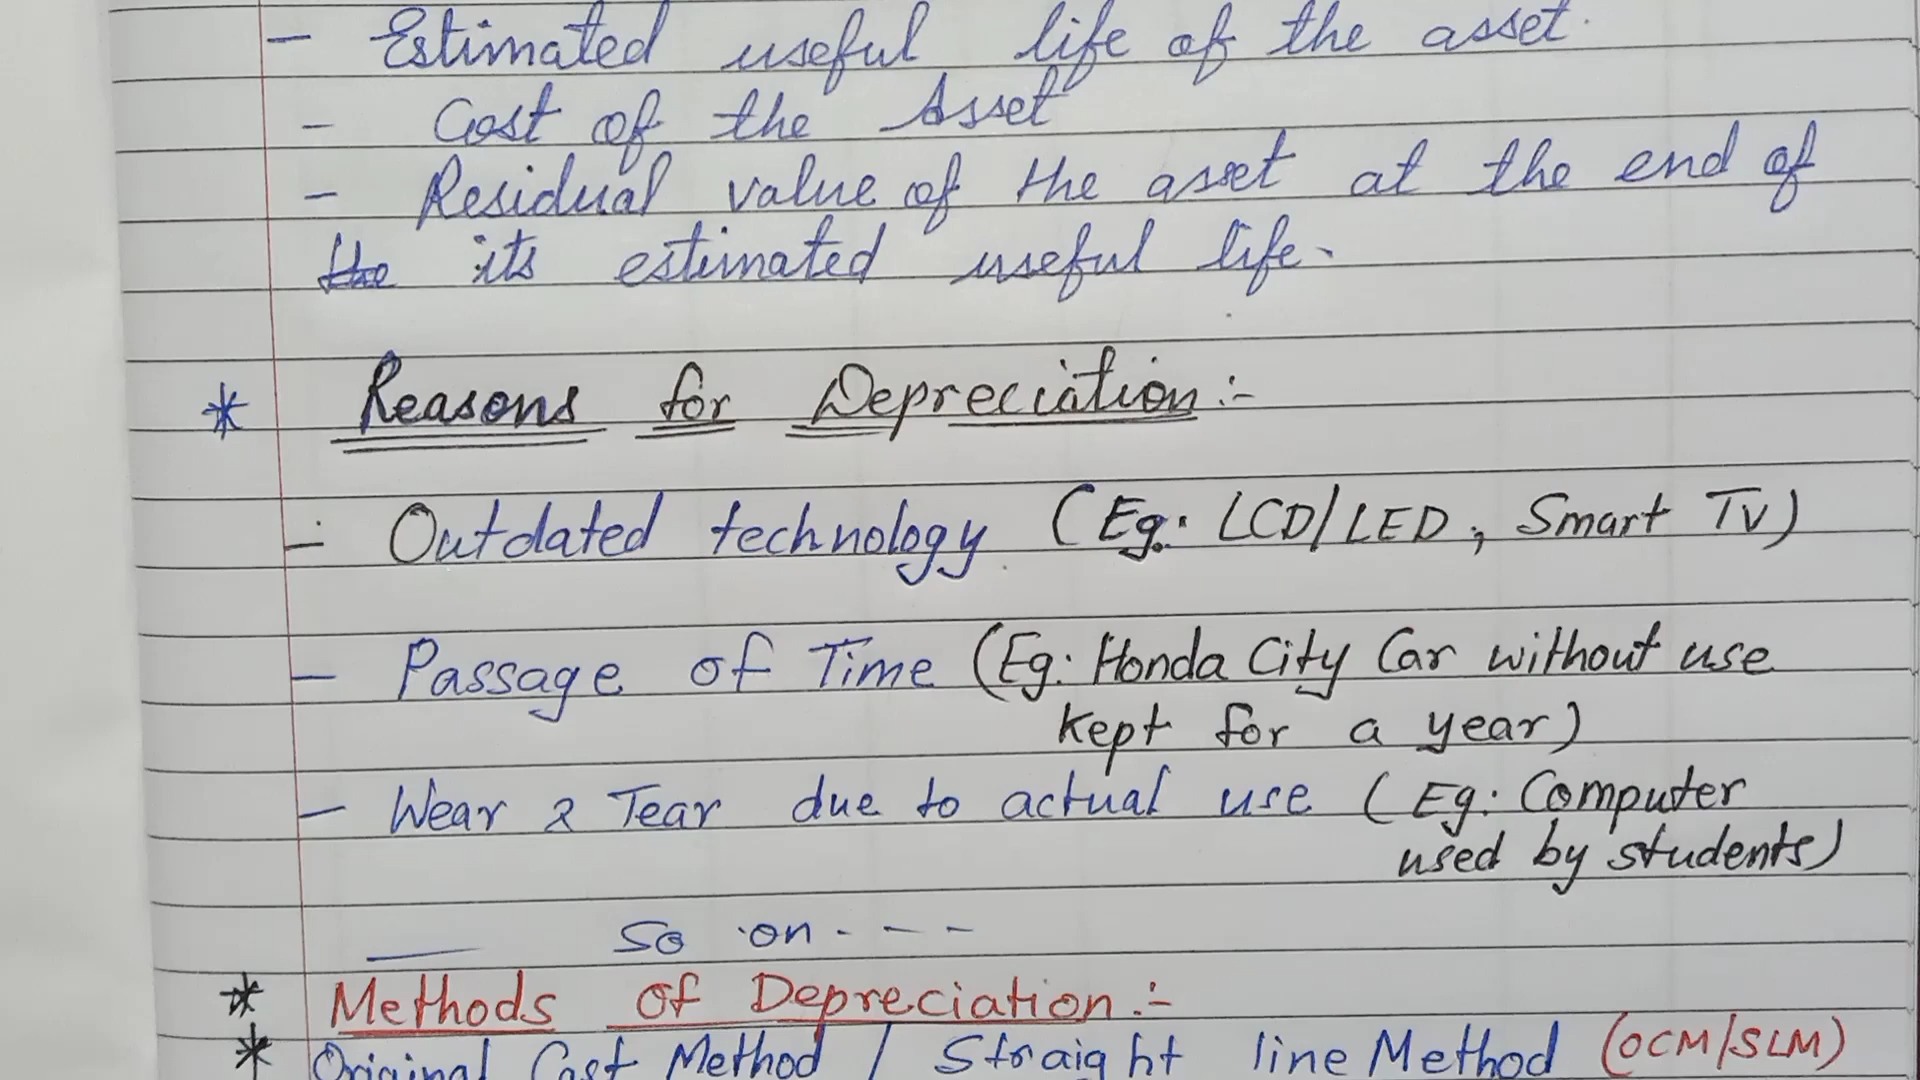 - Estimated useful life of the asset.
- Cost of the Asset
- Residual value of the asset at the end of
the its estimated useful life.
* Reasons for Depreciation :-
- Outdated technology (Eg: LCD/LED, Smart TV)
- Passage of Time (Eg: Honda City Car without use
kept for a year)
- Wear & Tear due to actual use (Eg: Computer
used by students)
— So on - - -
* Methods of Depreciation :-
* Original Cost Method / Straight line Method (OCM/SLM)